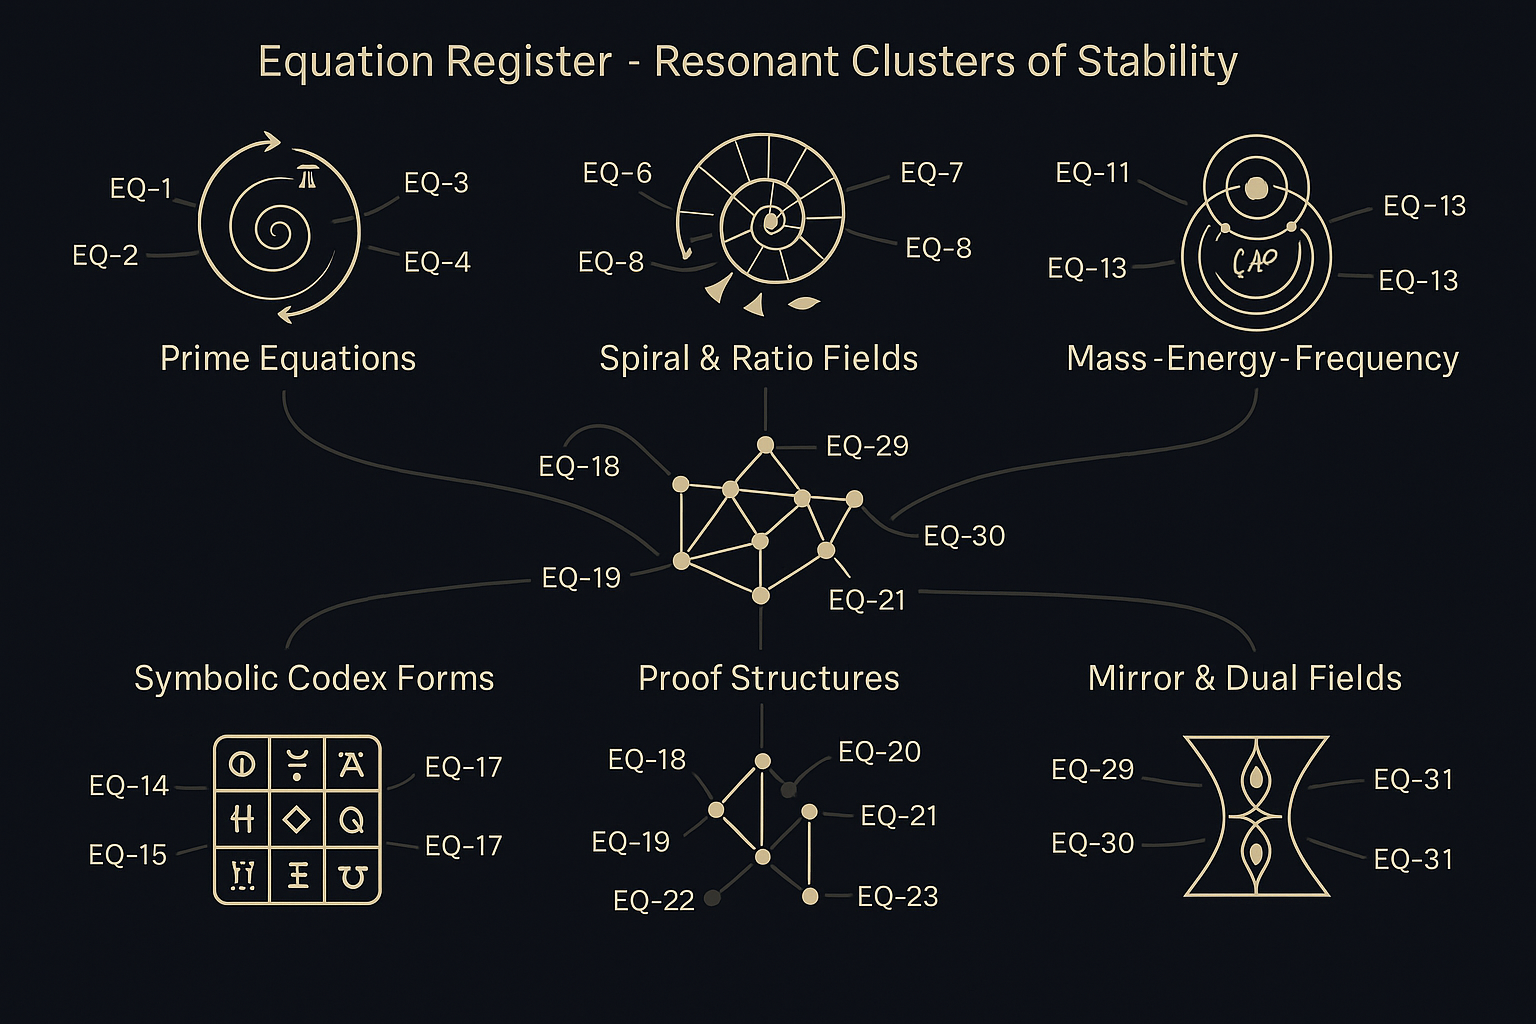 Equation Register - Resonant Clusters of Stability
EQ-1
EQ-2
EQ-3
EQ-4
Prime Equations
EQ-6
EQ-8
EQ-7
EQ-8
Spiral & Ratio Fields
EQ-11
EQ-13
EQ-13
EQ-13
Mass-Energy-Frequency
EQ-18
EQ-29
EQ-30
EQ-19
EQ-21
Symbolic Codex Forms
EQ-14
EQ-15
EQ-17
EQ-17
Proof Structures
EQ-18
EQ-20
EQ-19
EQ-21
EQ-22
EQ-23
Mirror & Dual Fields
EQ-29
EQ-30
EQ-31
EQ-31